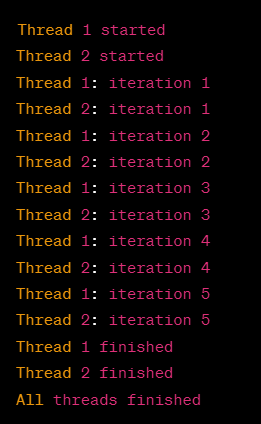 Thread 1 started
Thread 2 started
Thread 1: iteration 1
Thread 2: iteration 1
Thread 1: iteration 2
Thread 2: iteration 2
Thread 1: iteration 3
Thread 2: iteration 3
Thread 1: iteration 4
Thread 2: iteration 4
Thread 1: iteration 5
Thread 2: iteration 5
Thread 1 finished
Thread 2 finished
All threads finished